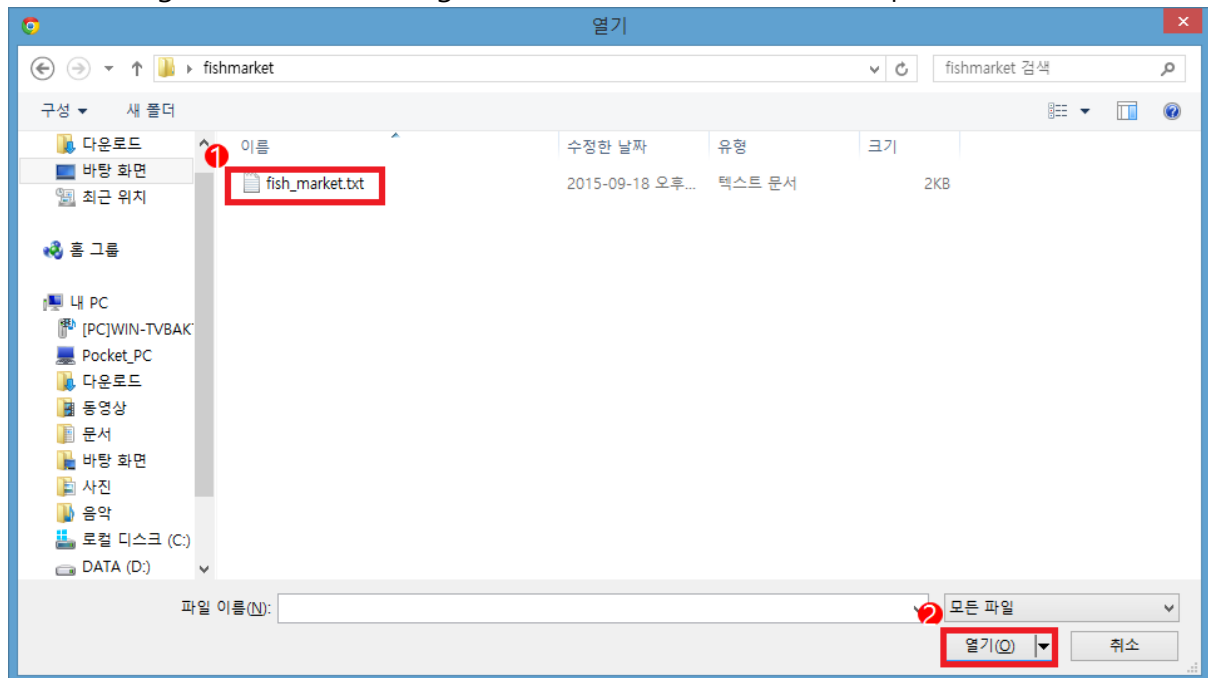 열기
fishmarket
fishmarket 검색
구성 새 폴더
이름 수정한 날짜 유형 크기
1
fish_market.txt 2015-09-18 오후... 텍스트 문서 2KB
다운로드
바탕 화면
최근 위치
홈 그룹
내 PC
[PC]WIN-TVBAK
Pocket_PC
다운로드
동영상
문서
바탕 화면
사진
음악
로컬 디스크 (C:)
DATA (D:)
파일 이름(N):
모든 파일
2
열기(O) 취소